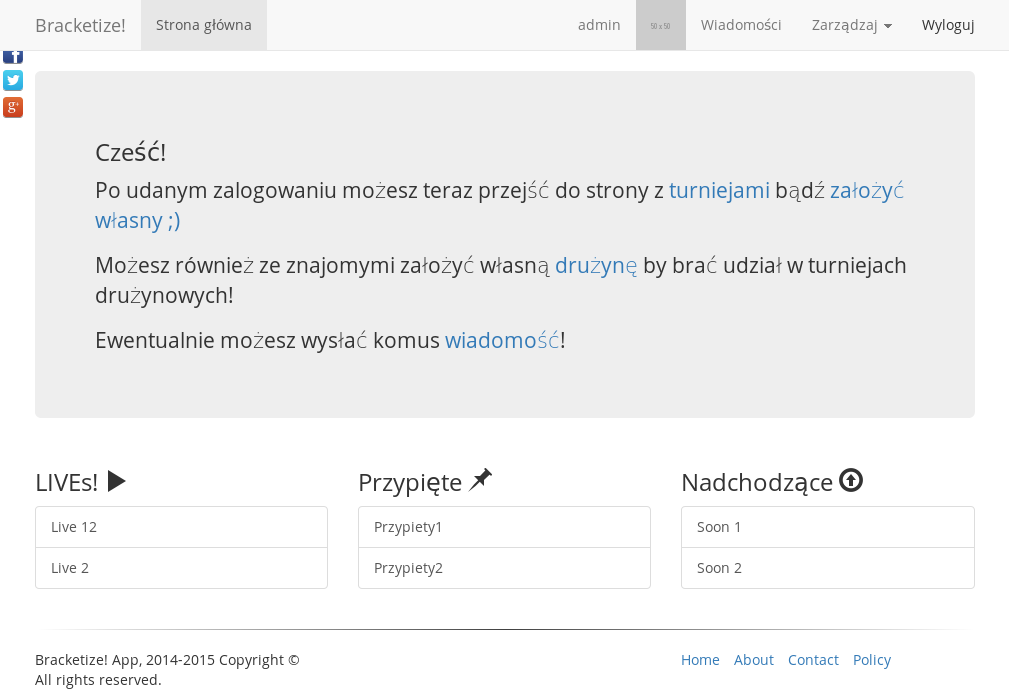 Bracketize! Strona główna admin 50 x 50 Wiadomości Zarządzaj Wyloguj
Cześć!
Po udanym zalogowaniu możesz teraz przejść do strony z turniejami bądź założyć
własny ;)
Możesz również ze znajomymi założyć własną drużynę by brać udział w turniejach
drużynowych!
Ewentualnie możesz wysłać komus wiadomość!
LIVEs!
Live 12
Live 2
Przypięte
Przypiety1
Przypiety2
Nadchodzące
Soon 1
Soon 2
Bracketize! App, 2014-2015 Copyright ©
All rights reserved.
Home About Contact Policy